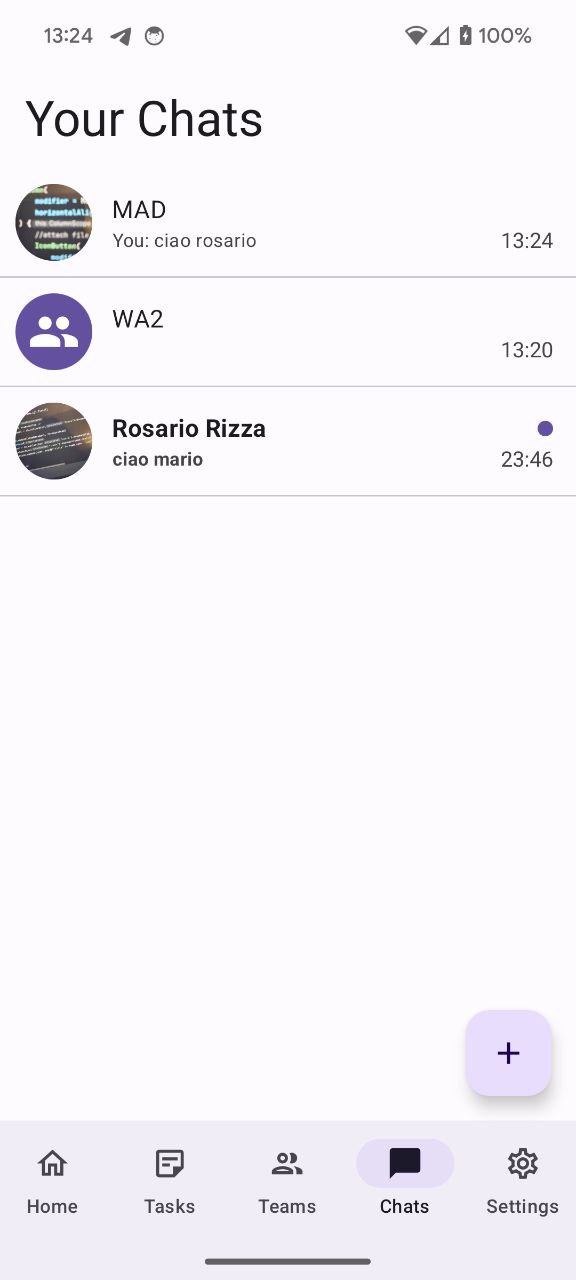 13:24
100%
Your Chats
MAD
You: ciao rosario
13:24
WA2
13:20
Rosario Rizza
ciao mario
23:46
Home
Tasks
Teams
Chats
Settings